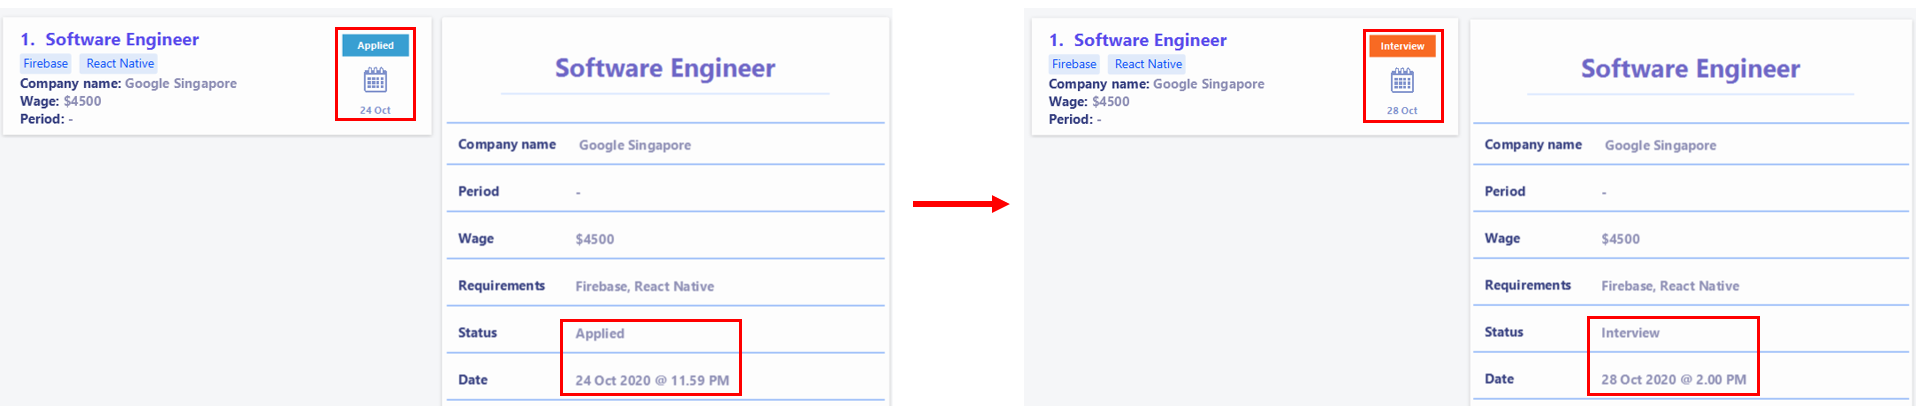 1. Software Engineer
Applied
Firebase React Native
Company name: Google Singapore
Wage: $4500
24 Oct
Period: -
Software Engineer
Company name Google Singapore
Period -
Wage $4500
Requirements Firebase, React Native
Status Applied
Date 24 Oct 2020 @ 11.59 PM
1. Software Engineer
Interview
Firebase React Native
Company name: Google Singapore
Wage: $4500
28 Oct
Period: -
Software Engineer
Company name Google Singapore
Period -
Wage $4500
Requirements Firebase, React Native
Status Interview
Date 28 Oct 2020 @ 2.00 PM